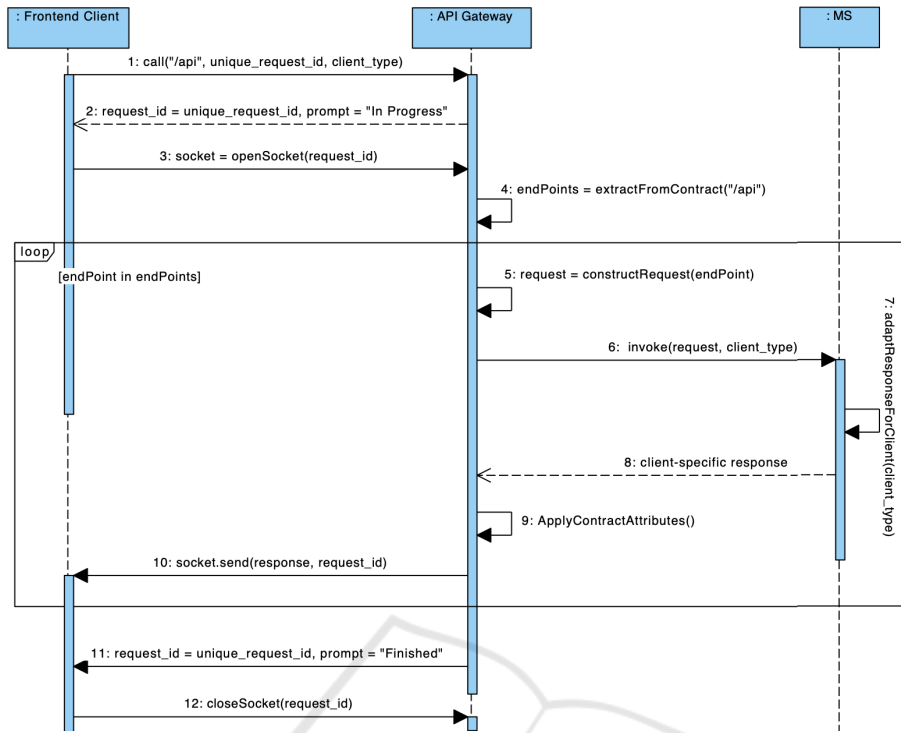 : Frontend Client
: API Gateway
: MS
1: call("/api", unique_request_id, client_type)
2: request_id = unique_request_id, prompt = "In Progress"
3: socket = openSocket(request_id)
4: endPoints = extractFromContract("/api")
loop
[endPoint in endPoints]
5: request = constructRequest(endPoint)
6: invoke(request, client_type)
7: adaptResponseForClient(client_type)
8: client-specific response
9: ApplyContractAttributes()
10: socket.send(response, request_id)
11: request_id = unique_request_id, prompt = "Finished"
12: closeSocket(request_id)